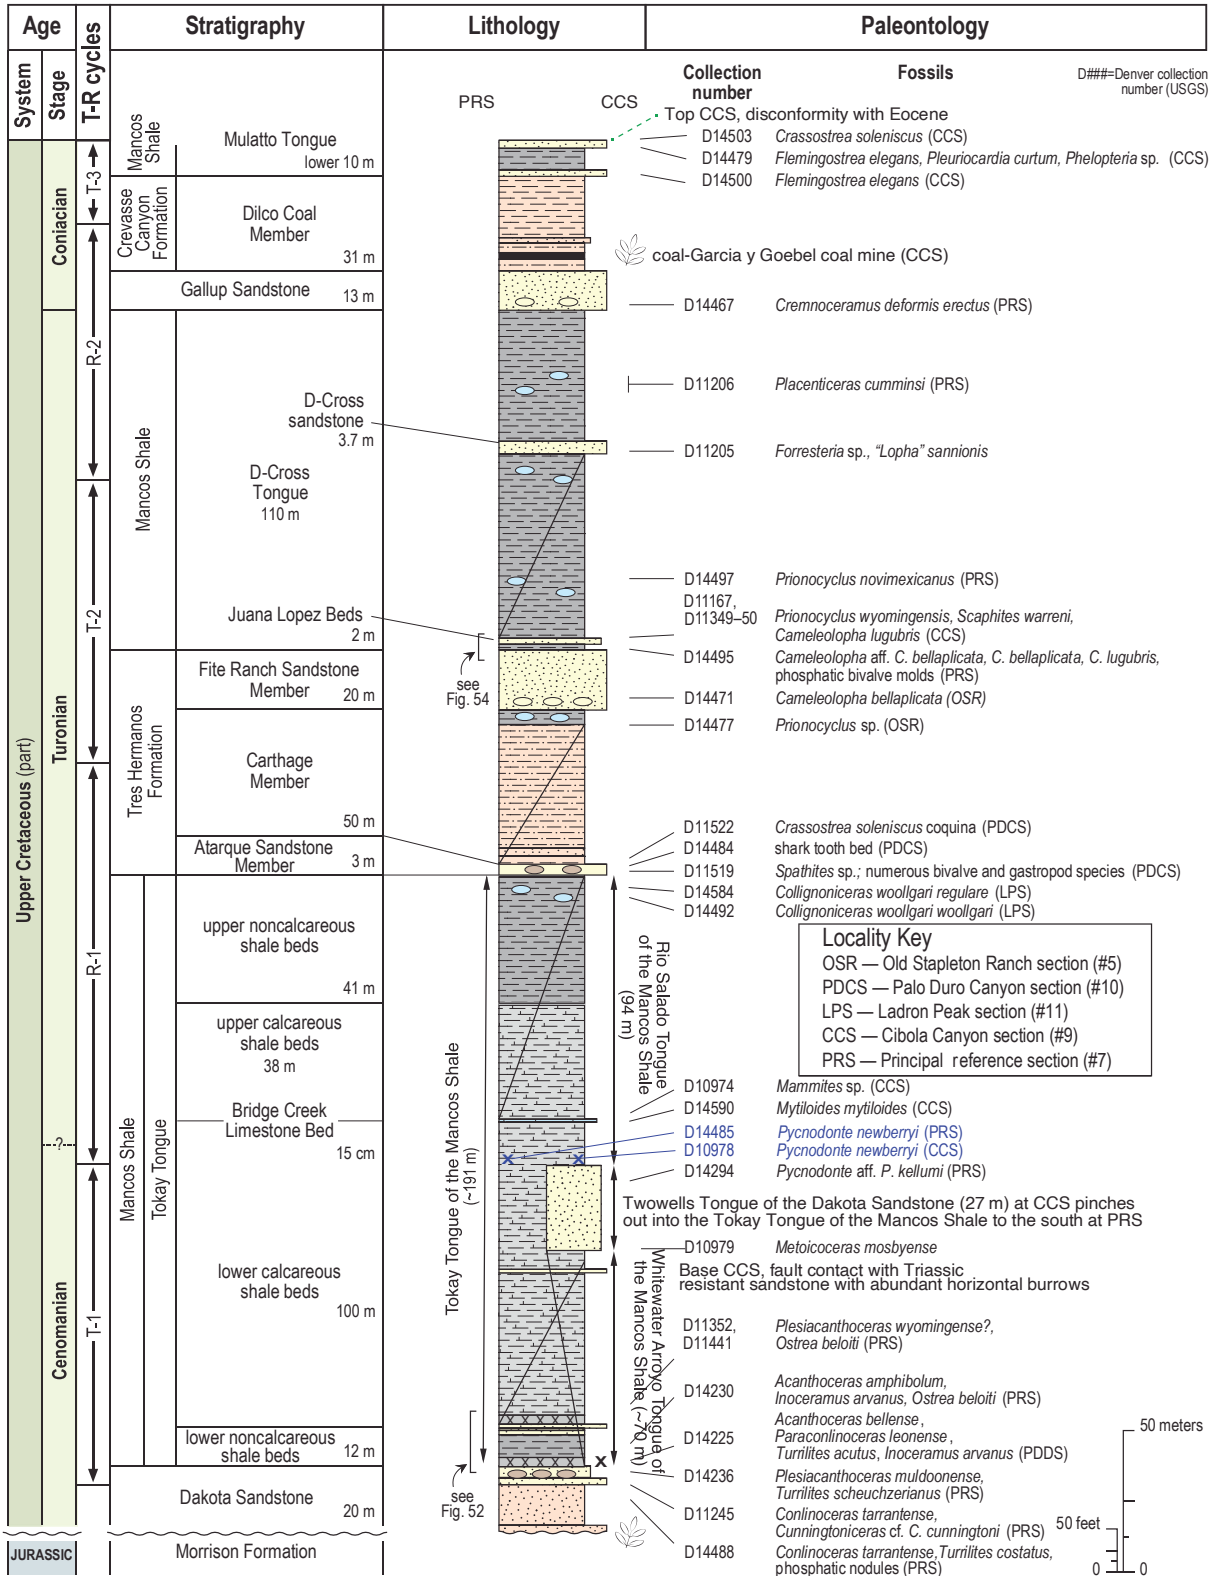 Age
T-R cycles
Stratigraphy
Lithology
Paleontology
System
Stage
PRS
CCS
Collection
number
Fossils
D###=Denver collection
number (USGS)
Top CCS, disconformity with Eocene
D14503 Crassostrea soleniscus (CCS)
D14479 Flemingostrea elegans, Pleuriocardia curtum, Phelopteria sp. (CCS)
D14500 Flemingostrea elegans (CCS)
coal-Garcia y Goebel coal mine (CCS)
D14467 Cremnoceramus deformis erectus (PRS)
D11206 Placenticeras cumminsi (PRS)
D11205 Forresteria sp., “Lopha” sannionis
D14497 Prionocyclus novimexicanus (PRS)
D11167,
D11349–50 Prionocyclus wyomingensis, Scaphites warreni,
Cameleolopha lugubris (CCS)
D14495 Cameleolopha aff. C. bellaplicata, C. bellaplicata, C. lugubris,
phosphatic bivalve molds (PRS)
D14471 Cameleolopha bellaplicata (OSR)
D14477 Prionocyclus sp. (OSR)
D11522 Crassostrea soleniscus coquina (PDCS)
D14484 shark tooth bed (PDCS)
D11519 Spathites sp.; numerous bivalve and gastropod species (PDCS)
D14584 Collignoniceras woollgari regulare (LPS)
D14492 Collignoniceras woollgari woollgari (LPS)
Locality Key
OSR — Old Stapleton Ranch section (#5)
PDCS — Palo Duro Canyon section (#10)
LPS — Ladron Peak section (#11)
CCS — Cibola Canyon section (#9)
PRS — Principal reference section (#7)
D10974 Mammites sp. (CCS)
D14590 Mytiloides mytiloides (CCS)
D14485 Pycnodonte newberryi (PRS)
D10978 Pycnodonte newberryi (CCS)
D14294 Pycnodonte aff. P. kellumi (PRS)
Twowells Tongue of the Dakota Sandstone (27 m) at CCS pinches
out into the Tokay Tongue of the Mancos Shale to the south at PRS
D10979 Metoicoceras mosbyense
Base CCS, fault contact with Triassic
resistant sandstone with abundant horizontal burrows
D11352, Plesiacanthoceras wyomingense?,
D11441 Ostrea beloiti (PRS)
D14230 Acanthoceras amphibolum,
Inoceramus arvanus, Ostrea beloiti (PRS)
Acanthoceras bellense,
D14225 Paraconlinoceras leonense,
Turrilites acutus, Inoceramus arvanus (PDDS)
D14236 Plesiacanthoceras muldoonense,
Turrilites scheuchzerianus (PRS)
D11245 Conlinoceras tarrantense,
Cunningtoniceras cf. C. cunningtoni (PRS)
D14488 Conlinoceras tarrantense, Turrilites costatus,
phosphatic nodules (PRS)
50 meters
50 feet
0
0
Upper Cretaceous (part)
JURASSIC
Coniacian
Turonian
-?-
Cenomanian
T-3
R-2
T-2
R-1
T-1
Mancos
Shale
Mulatto Tongue
lower 10 m
Crevasse
Canyon
Formation
Dilco Coal
Member
31 m
Gallup Sandstone 13 m
Mancos Shale
D-Cross
sandstone
3.7 m
D-Cross
Tongue
110 m
Juana Lopez Beds
2 m
Tres Hermanos
Formation
Fite Ranch Sandstone
Member
20 m
Carthage
Member
50 m
Atarque Sandstone
Member 3 m
Mancos Shale
Tokay Tongue
upper noncalcareous
shale beds
41 m
upper calcareous
shale beds
38 m
Bridge Creek
Limestone Bed
15 cm
lower calcareous
shale beds
100 m
lower noncalcareous
shale beds 12 m
Dakota Sandstone
20 m
Morrison Formation
see
Fig. 54
see
Fig. 52
Tokay Tongue of the Mancos Shale
(~191 m)
Rio Salado Tongue
of the Mancos Shale
(94 m)
Whitewater Arroyo Tongue of
the Mancos Shale (~70 m)
x
x
x